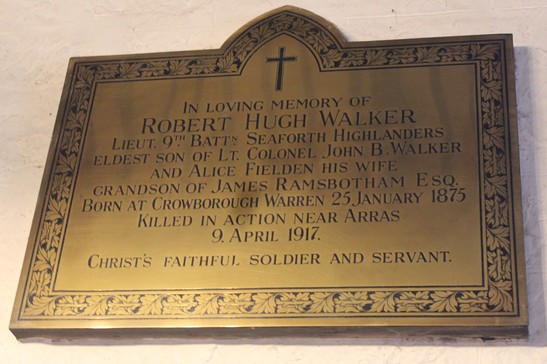 IN LOVING MEMORY OF
ROBERT HUGH WALKER
LIEUT. 9TH BATTN SEAFORTH HIGHLANDERS
ELDEST SON OF LT. COLONEL JOHN B. WALKER
AND ALICE FIELDEN HIS WIFE
GRANDSON OF JAMES RAMSBOTHAM ESQ.
BORN AT CROWBOROUGH WARREN 25 JANUARY 1875
KILLED IN ACTION NEAR ARRAS
9. APRIL 1917.
CHRIST'S FAITHFUL SOLDIER AND SERVANT.